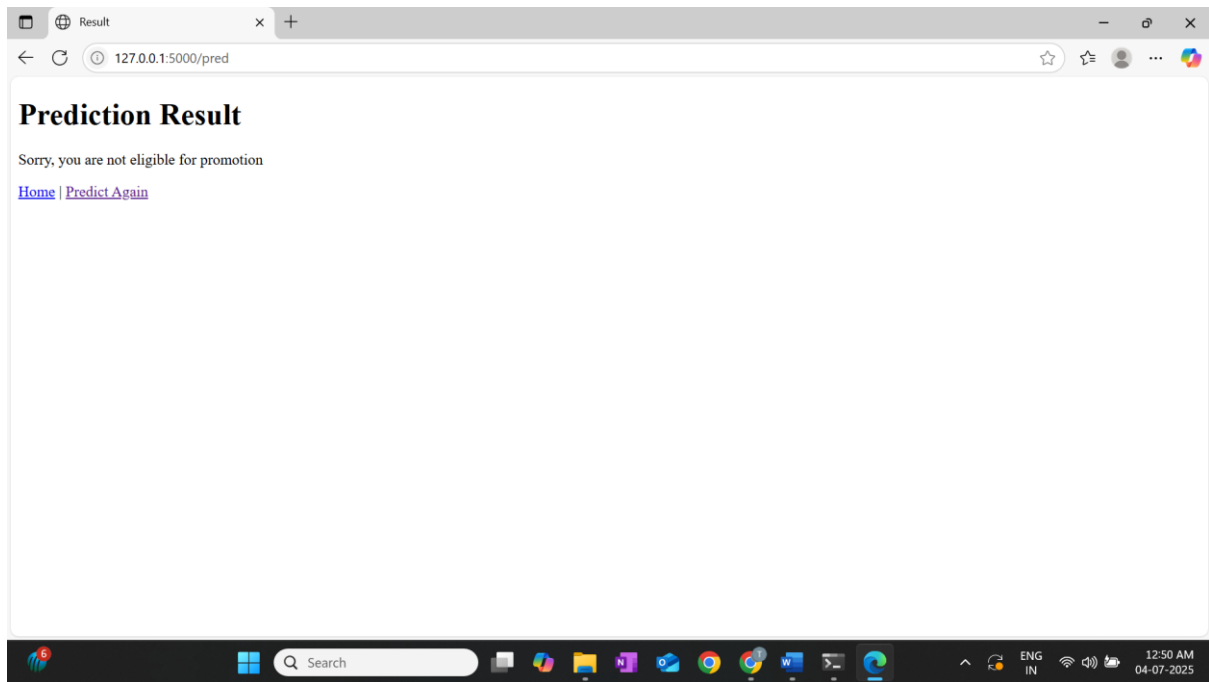 Result
127.0.0.1:5000/pred
Prediction Result
Sorry, you are not eligible for promotion
Home | Predict Again
6
Search
ENG
IN
12:50 AM
04-07-2025